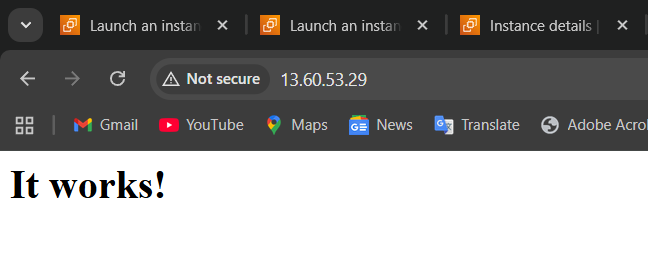 Launch an instan Launch an instan Instance details |
Not secure 13.60.53.29
Gmail YouTube Maps News Translate Adobe Acro
It works!